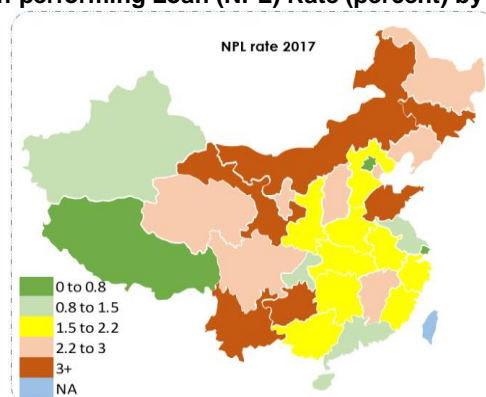 -performing Loan (NPL) Rate (percent) by
NPL rate 2017
0 to 0.8
0.8 to 1.5
1.5 to 2.2
2.2 to 3
3+
NA